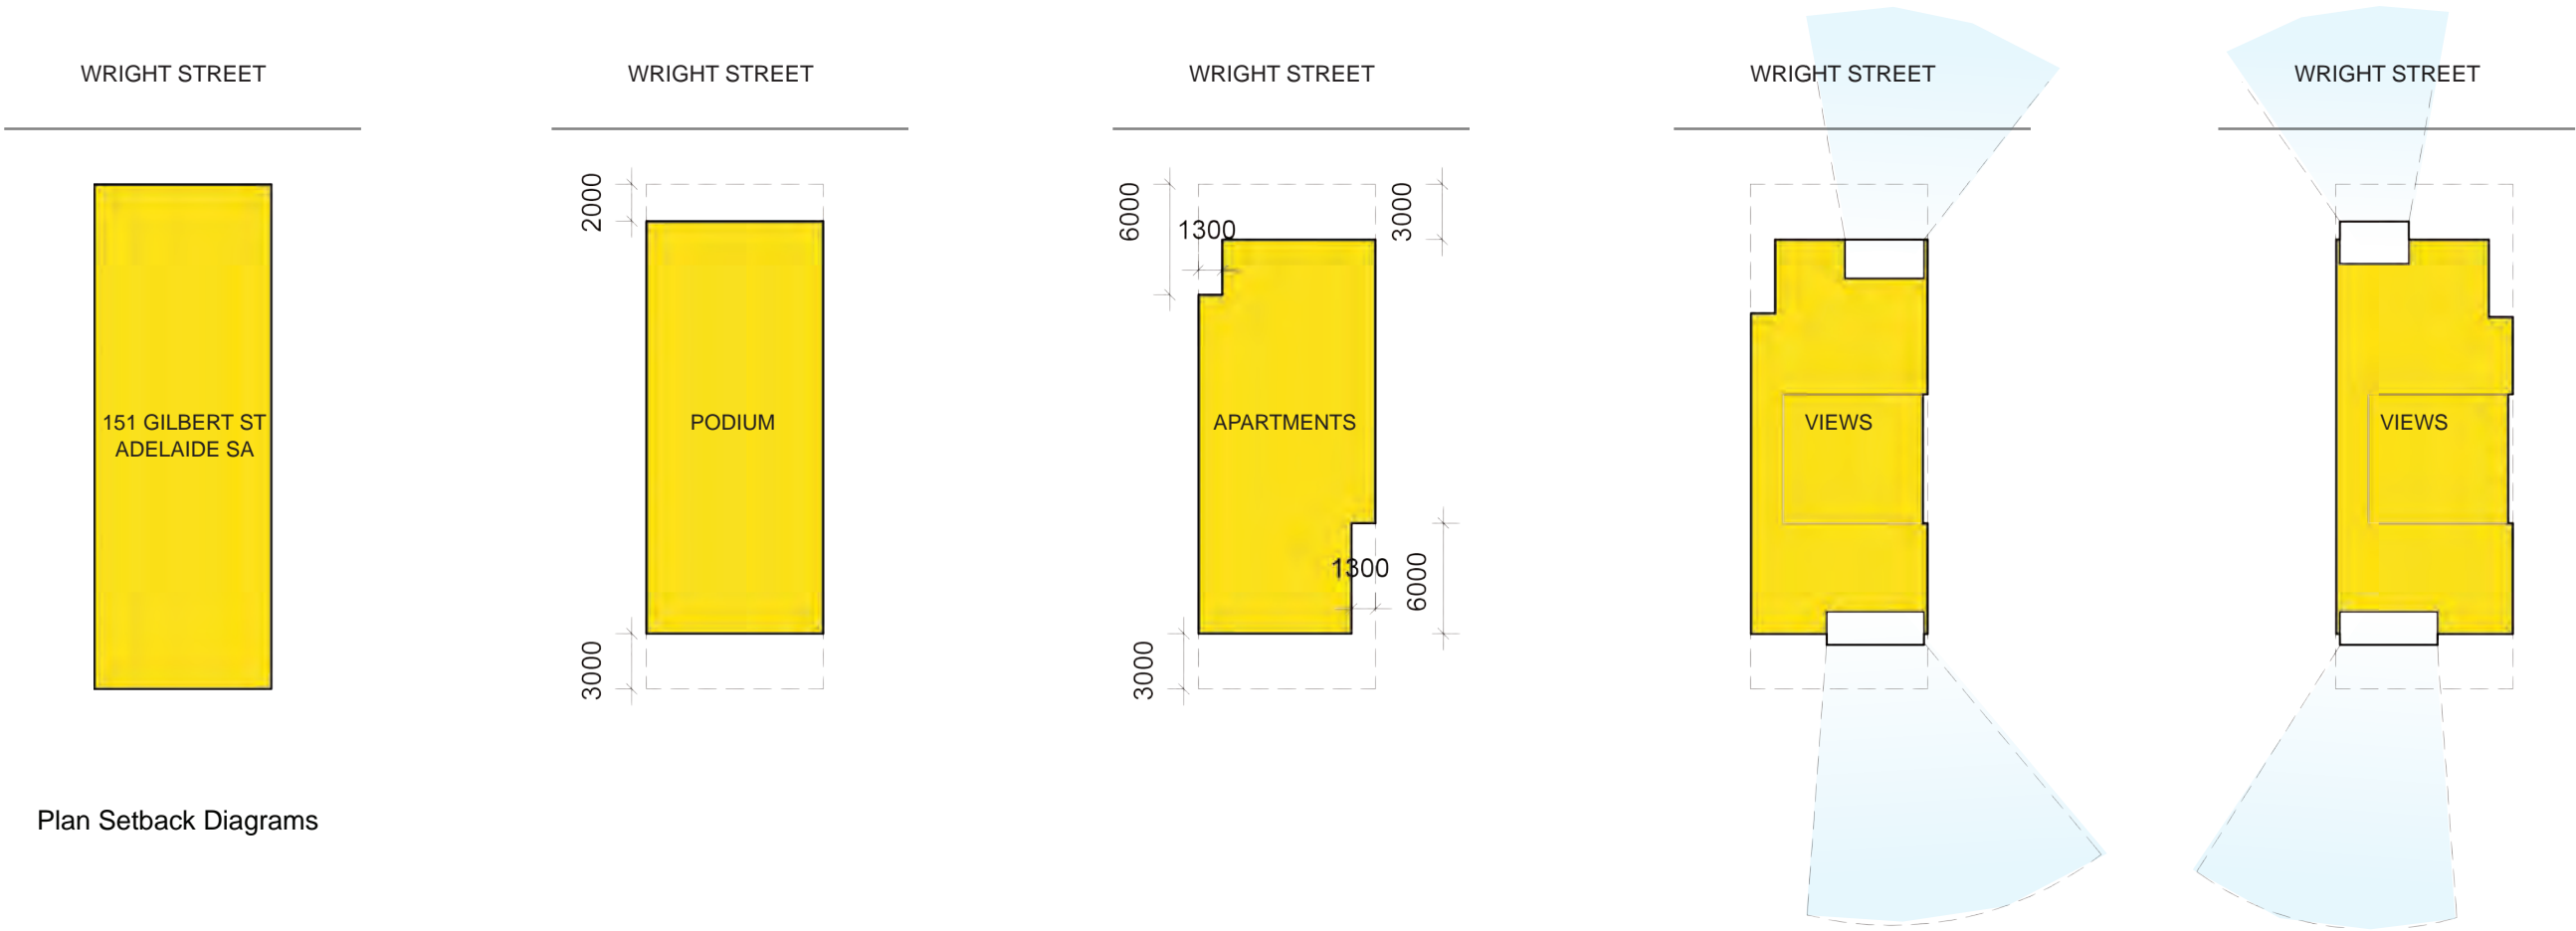 WRIGHT STREET
WRIGHT STREET
WRIGHT STREET
WRIGHT STREET
WRIGHT STREET
2000
6000
1300
3000
151 GILBERT ST
ADELAIDE SA
PODIUM
APARTMENTS
VIEWS
VIEWS
1300
6000
3000
3000
Plan Setback Diagrams